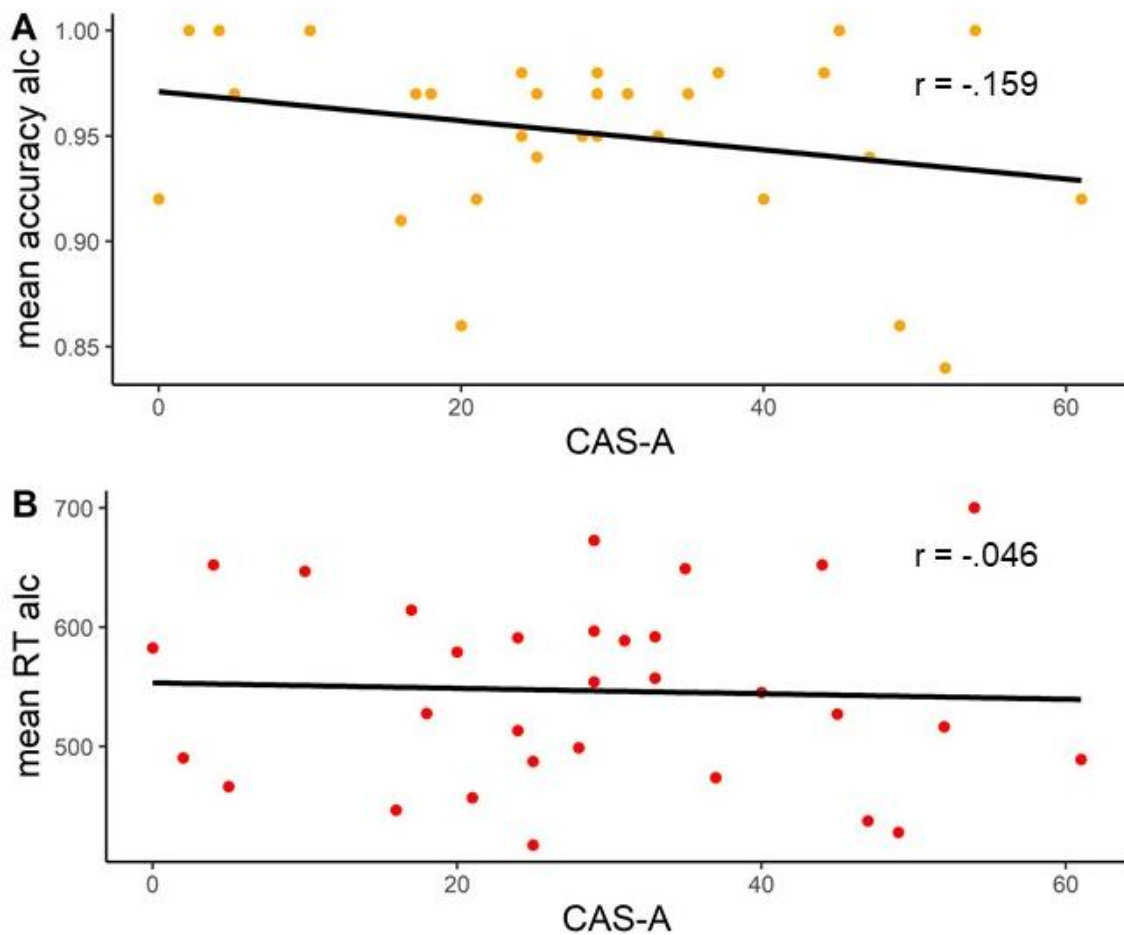 A
mean accuracy alc
1.00
0.95
0.90
0.85
r = -.159
0 20 40 60
CAS-A
B
mean RT alc
700
600
500
r = -.046
0 20 40 60
CAS-A